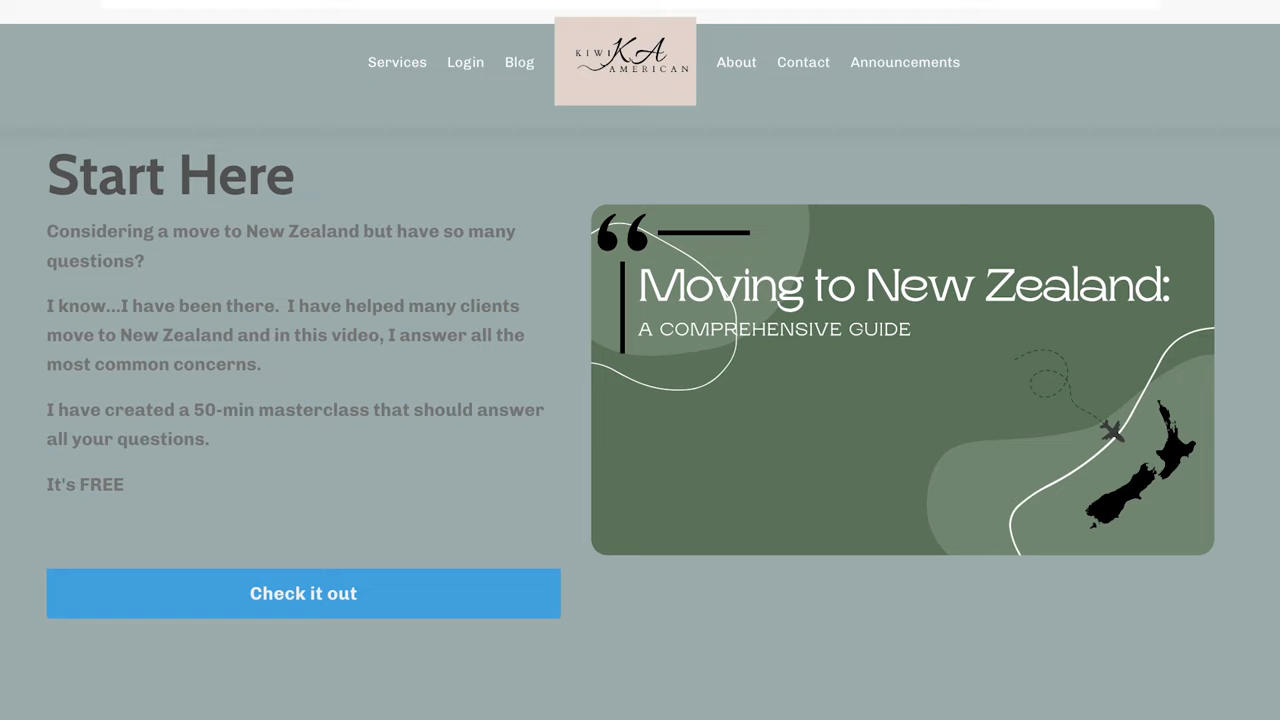 Services Login Blog
KIWI KA AMERICAN
About Contact Announcements
Start Here
Considering a move to New Zealand but have so many
questions?
I know...I have been there.  I have helped many clients
move to New Zealand and in this video, I answer all the
most common concerns.
I have created a 50-min masterclass that should answer
all your questions.
It's FREE
Check it out
“
Moving to New Zealand:
A COMPREHENSIVE GUIDE